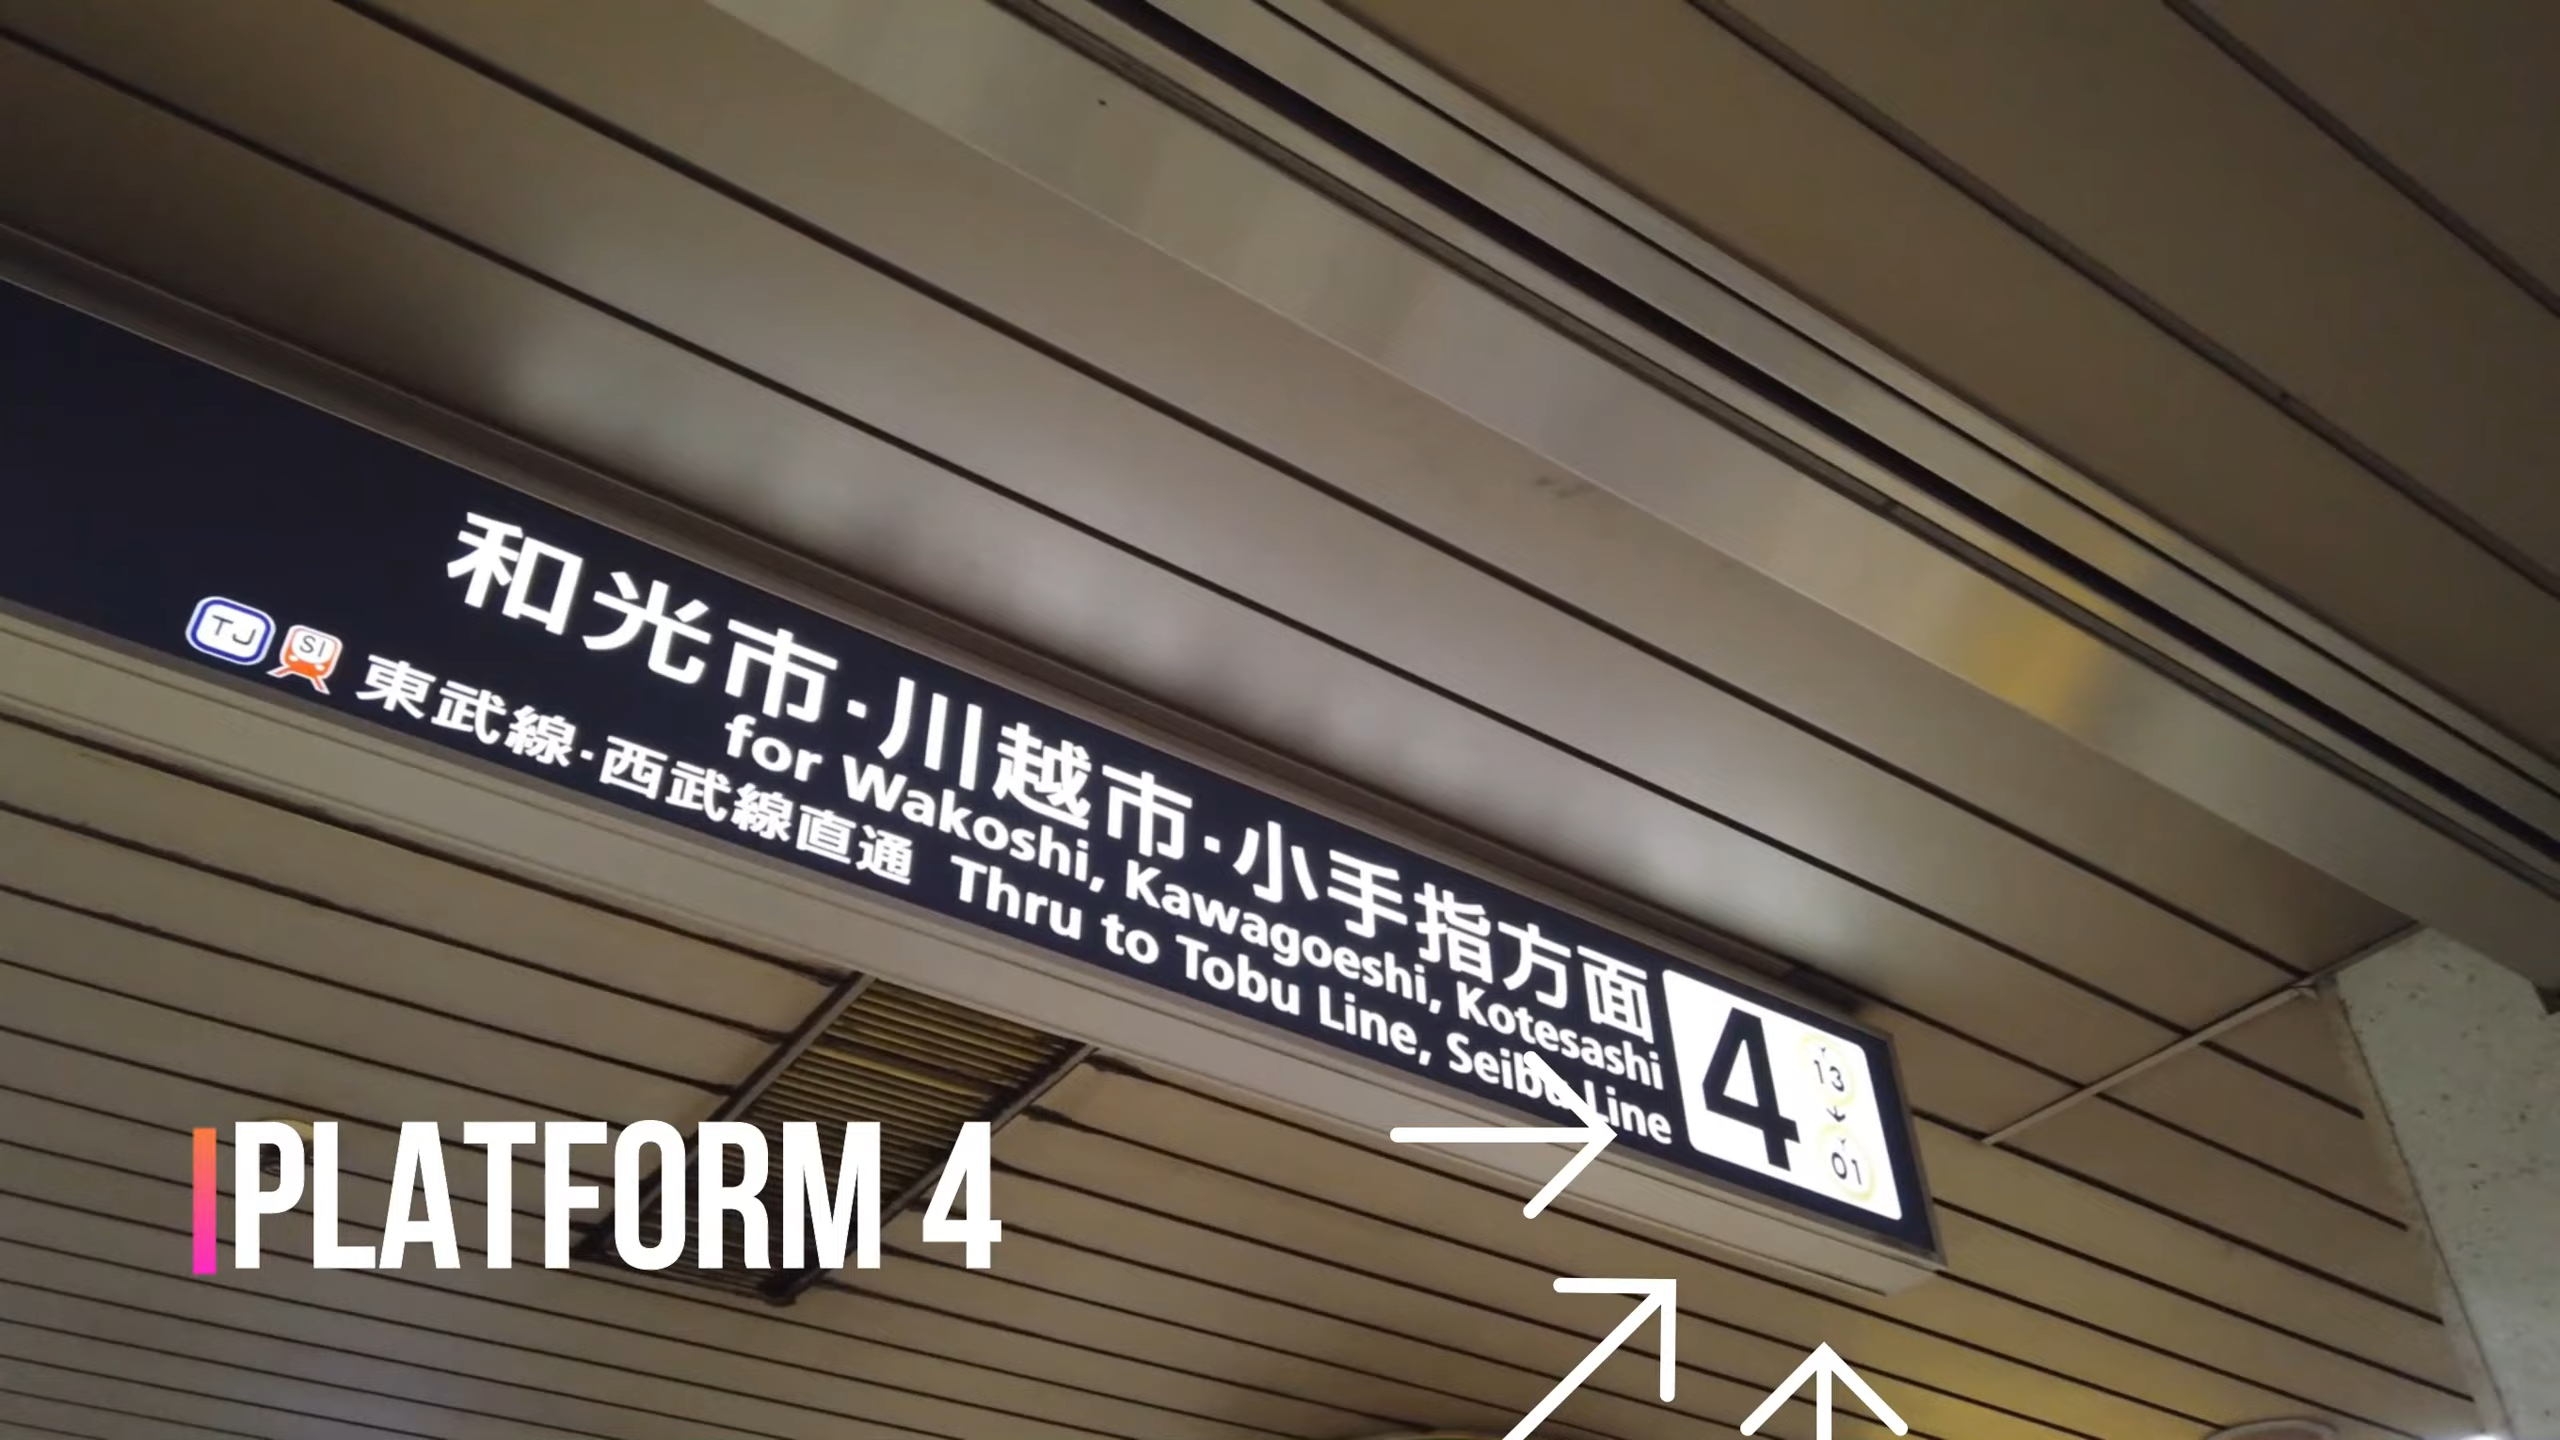 和光市・川越市・小手指方面
for Wakoshi, Kawagoeshi, Kotesashi
TJ SI 東武線・西武線直通 Thru to Tobu Line, Seibu Line
4
Y
13
Y
01
PLATFORM 4